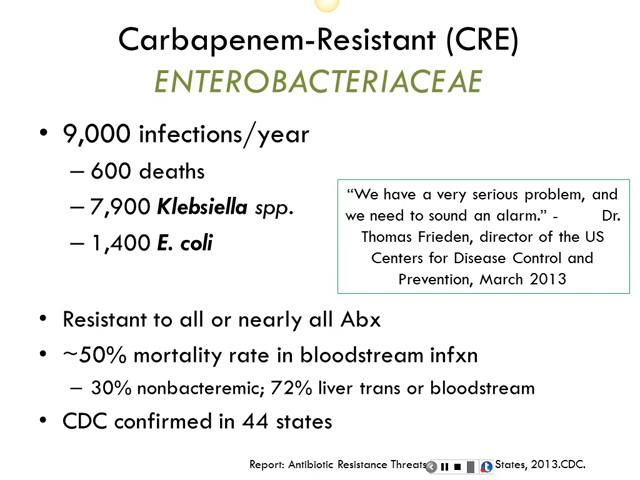 Carbapenem-Resistant (CRE)
ENTEROBACTERIACEAE
• 9,000 infections/year
– 600 deaths
– 7,900 Klebsiella spp.
– 1,400 E. coli
“We have a very serious problem, and
we need to sound an alarm.” - Dr.
Thomas Frieden, director of the US
Centers for Disease Control and
Prevention, March 2013
• Resistant to all or nearly all Abx
• ~50% mortality rate in bloodstream infxn
– 30% nonbacteremic; 72% liver trans or bloodstream
• CDC confirmed in 44 states
Report: Antibiotic Resistance Threats States, 2013.CDC.